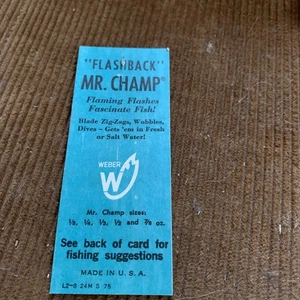 "FLASHBACK"
MR. CHAMP®
Flaming Flashes
Fascinate Fish!
Blade Zig-Zags, Wobbles,
Dives - Gets 'em in Fresh
or Salt Water!
WEBER
W
Mr. Champ sizes:
⅛, ¼, ⅓, ½ and ⅞ oz.
See back of card for
fishing suggestions
MADE IN U. S. A.
L2-8 24M 5 75